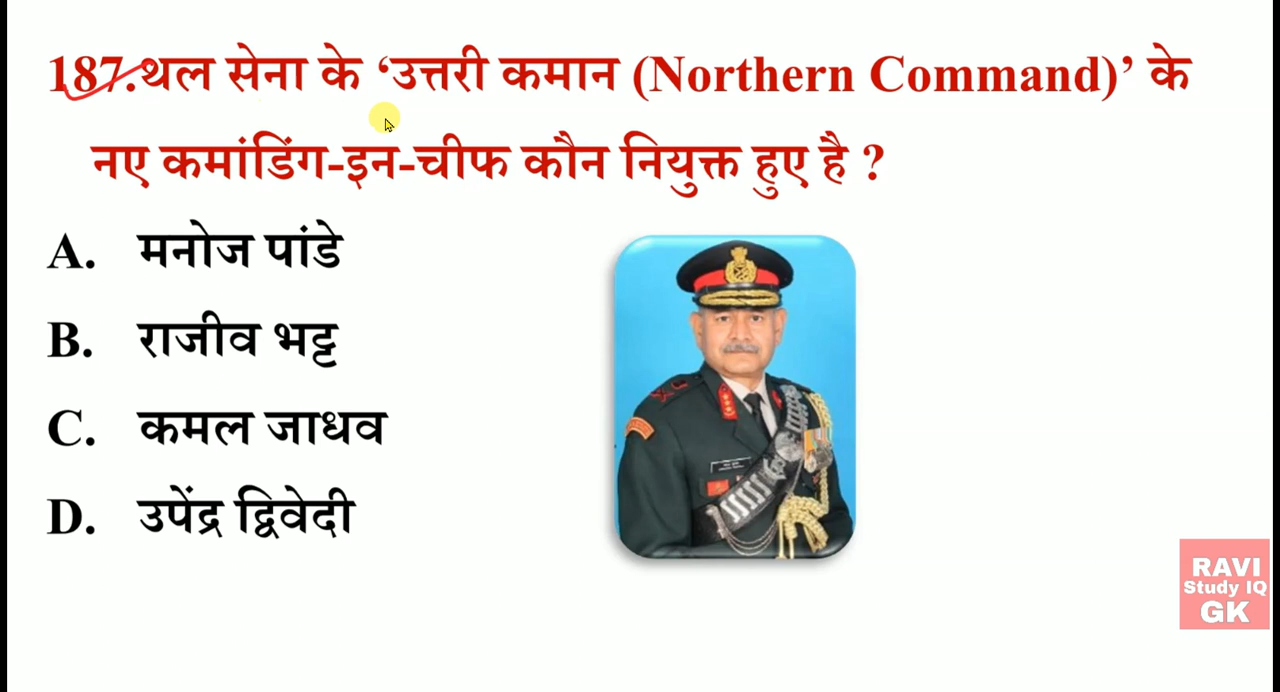 187.थल सेना के ‘उत्तरी कमान (Northern Command)’ के
नए कमांडिंग-इन-चीफ कौन नियुक्त हुए है ?
A. मनोज पांडे
B. राजीव भट्ट
C. कमल जाधव
D. उपेंद्र द्विवेदी
RAVI
Study IQ
GK